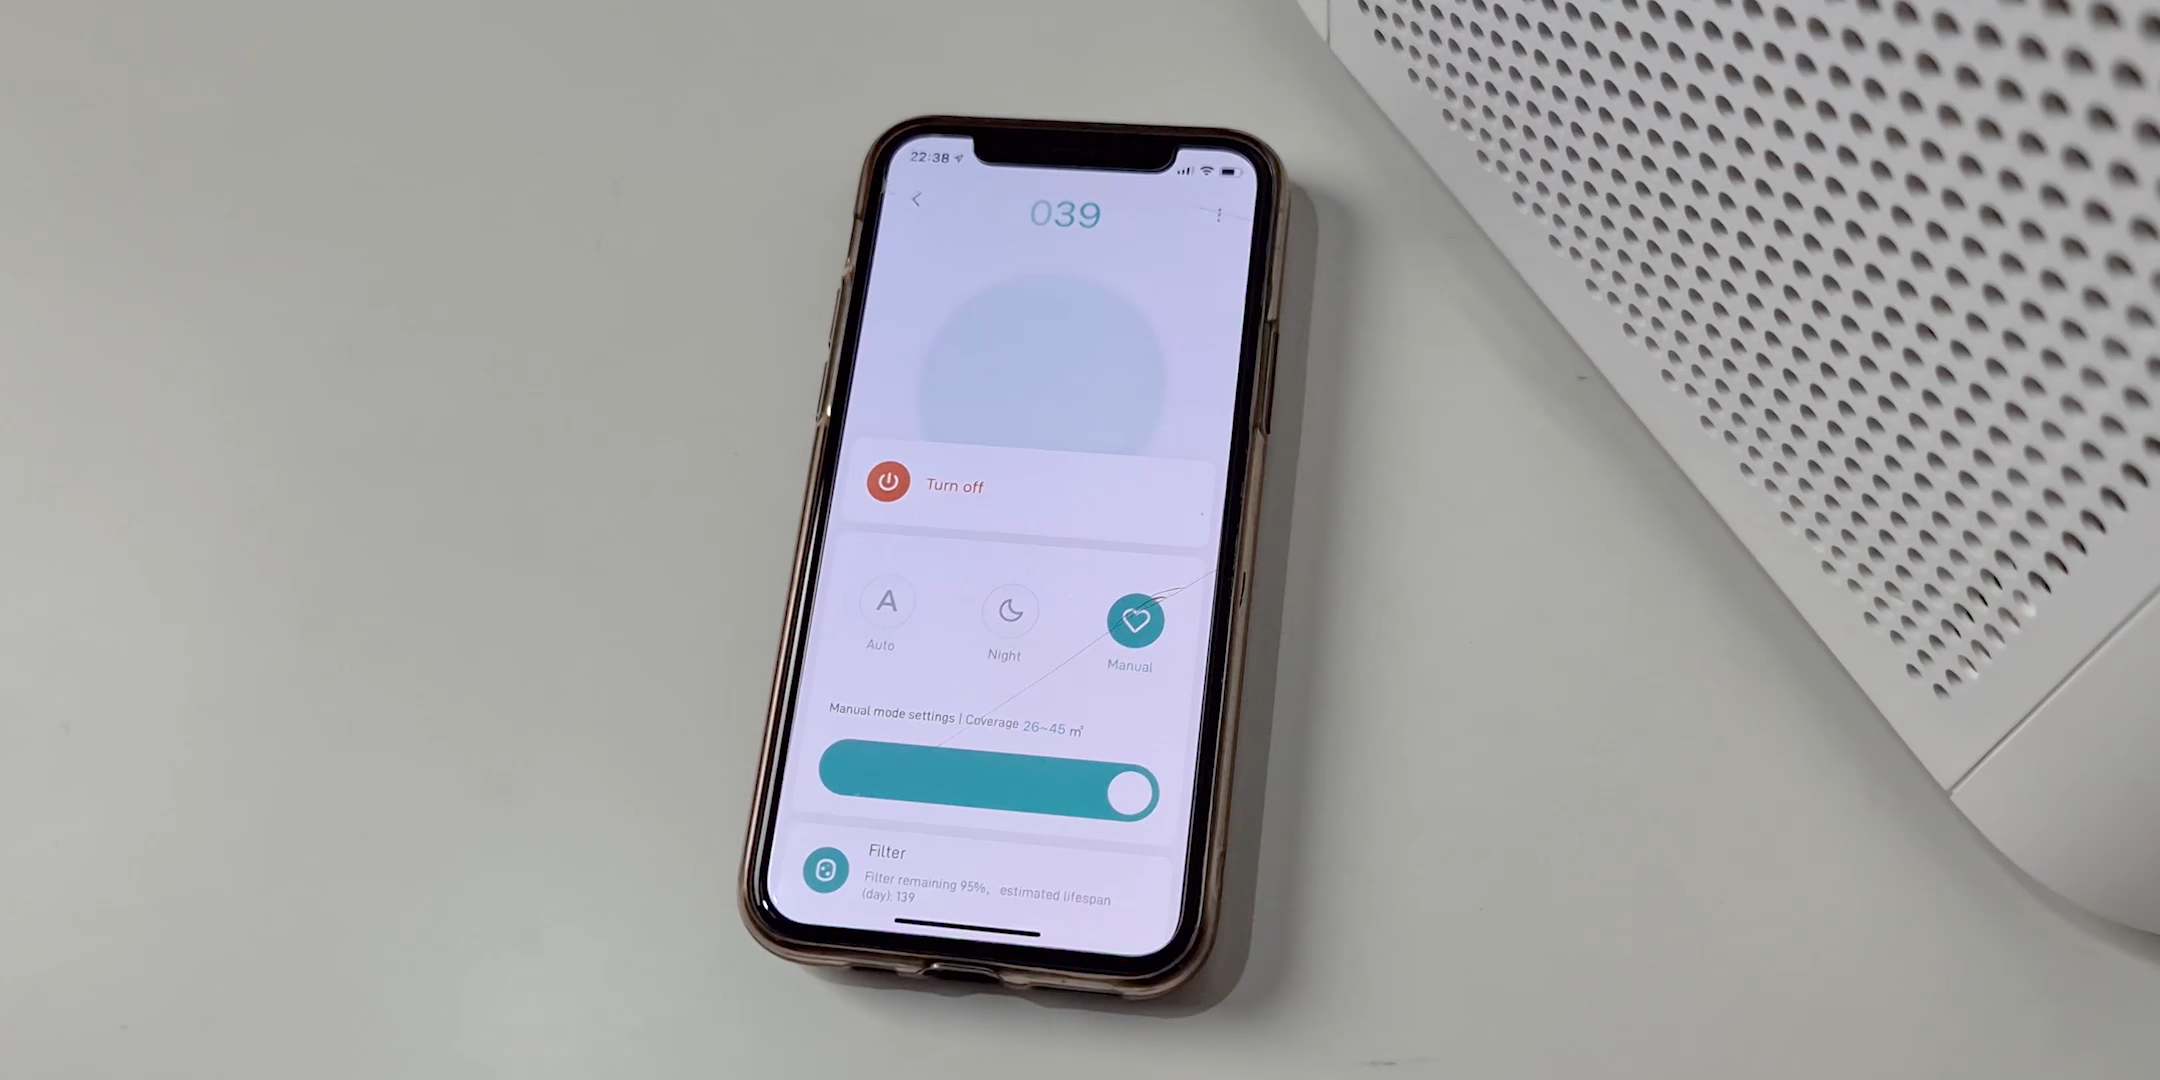 22:38
039
Turn off
A
Auto
Night
Manual
Manual mode settings | Coverage 26~45 m²
Filter
Filter remaining 95%, estimated lifespan
(day): 139